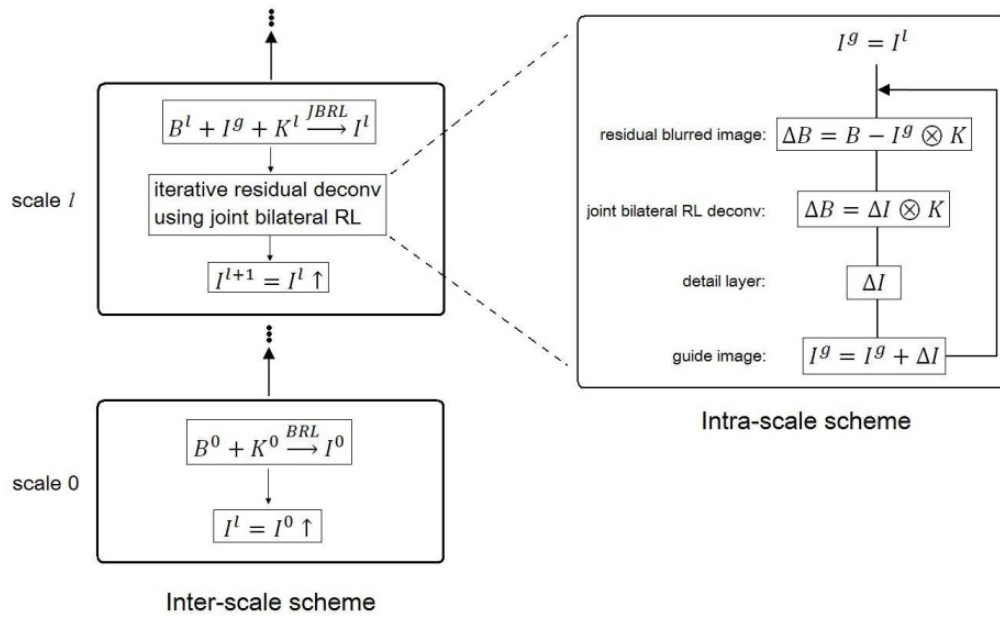 scale l
B^l + I^g + K^l \xrightarrow{JBRL} I^l
iterative residual deconv
using joint bilateral RL
I^{l+1} = I^l ↑
scale 0
B^0 + K^0 \xrightarrow{BRL} I^0
I^l = I^0 ↑
Inter-scale scheme
I^g = I^l
residual blurred image: ΔB = B − I^g ⊗ K
joint bilateral RL deconv: ΔB = ΔI ⊗ K
detail layer: ΔI
guide image: I^g = I^g + ΔI
Intra-scale scheme